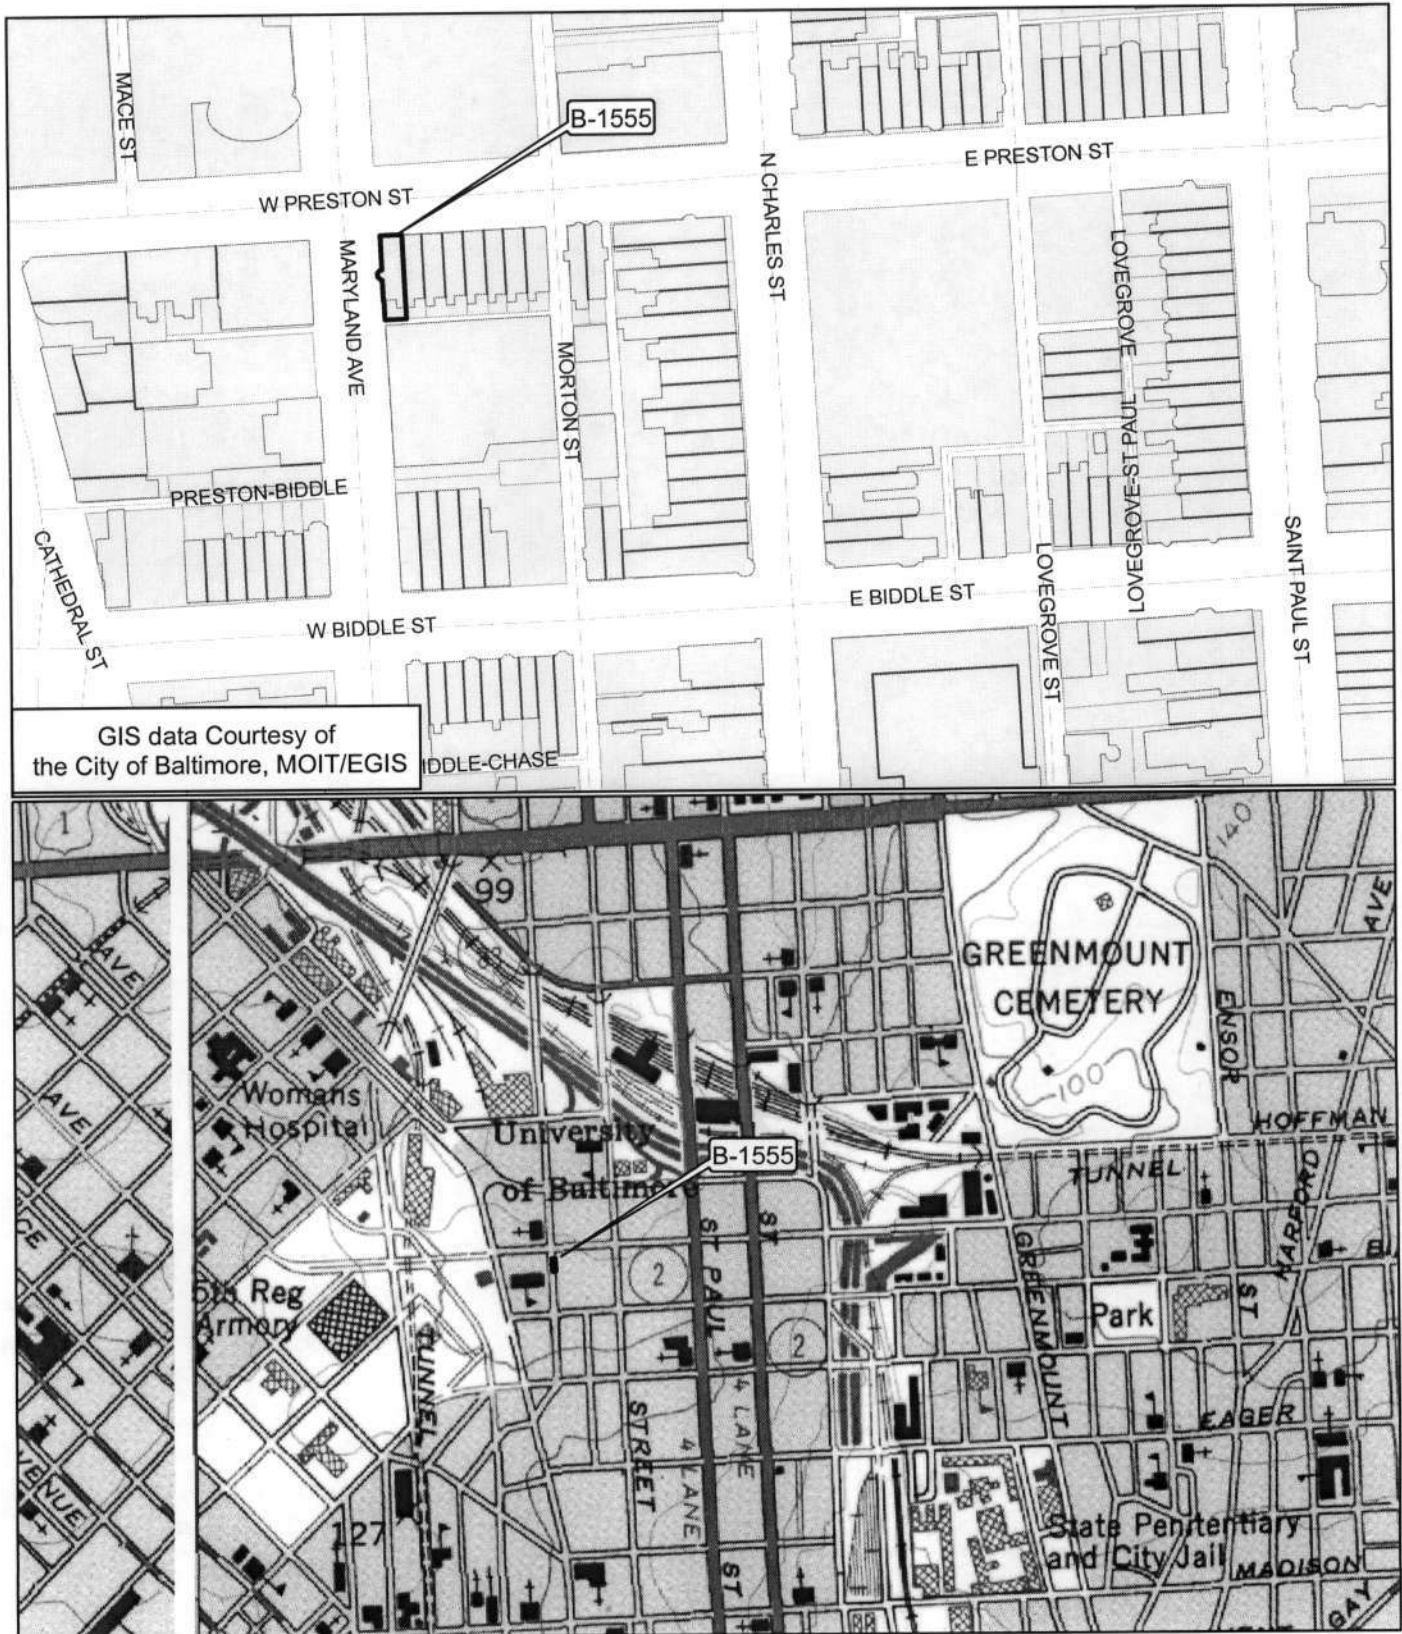 MACE ST
B-1555
W PRESTON ST
E PRESTON ST
N CHARLES ST
MARYLAND AVE
LOVEGROVE-ST PAUL
LOVEGROVE
MORTON ST
PRESTON-BIDDLE
CATHEDRAL ST
W BIDDLE ST
E BIDDLE ST
LOVEGROVE ST
SAINT PAUL ST
GIS data Courtesy of
the City of Baltimore, MOIT/EGIS
IDDLE-CHASE
1
99
140
AVE
AVE
GREENMOUNT
CEMETERY
ENSOR
83
100
AVE
Womans
Hospital
University
of Baltimore
B-1555
HOFFMAN
TUNNEL
HARFORD
ST
ST PAUL
ST
2
GREENMOUNT
5th Reg
Armory
TUNNEL
Park
2
4 LANE
4 LANE
STREET
EAGER
AVENUE
127
ST
State Penitentiary
and City Jail
MADISON
GAY